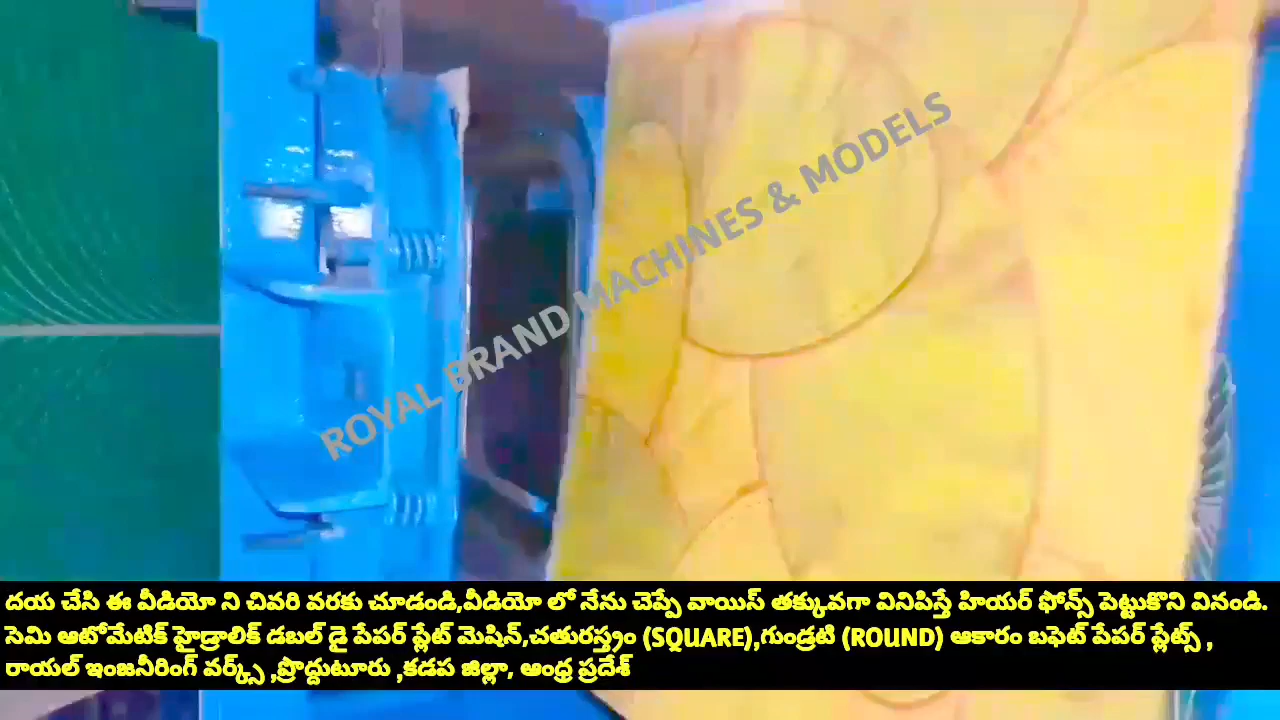 ROYAL BRAND MACHINES & MODELS
దయ చేసి ఈ వీడియో ని చివరి వరకు చూడండి,వీడియో లో నేను చెప్పే వాయిస్ తక్కువగా వినిపిస్తే హియర్ ఫోన్స్ పెట్టుకొని వినండి.
సెమి ఆటోమేటిక్ హైడ్రాలిక్ డబల్ డై పేపర్ ప్లేట్ మెషిన్,చతురస్త్రం (SQUARE),గుండ్రటి (ROUND) ఆకారం బఫెట్ పేపర్ ప్లేట్స్ ,
రాయల్ ఇంజనీరింగ్ వర్క్స్ ,ప్రొద్దుటూరు ,కడప జిల్లా, ఆంధ్ర ప్రదేశ్